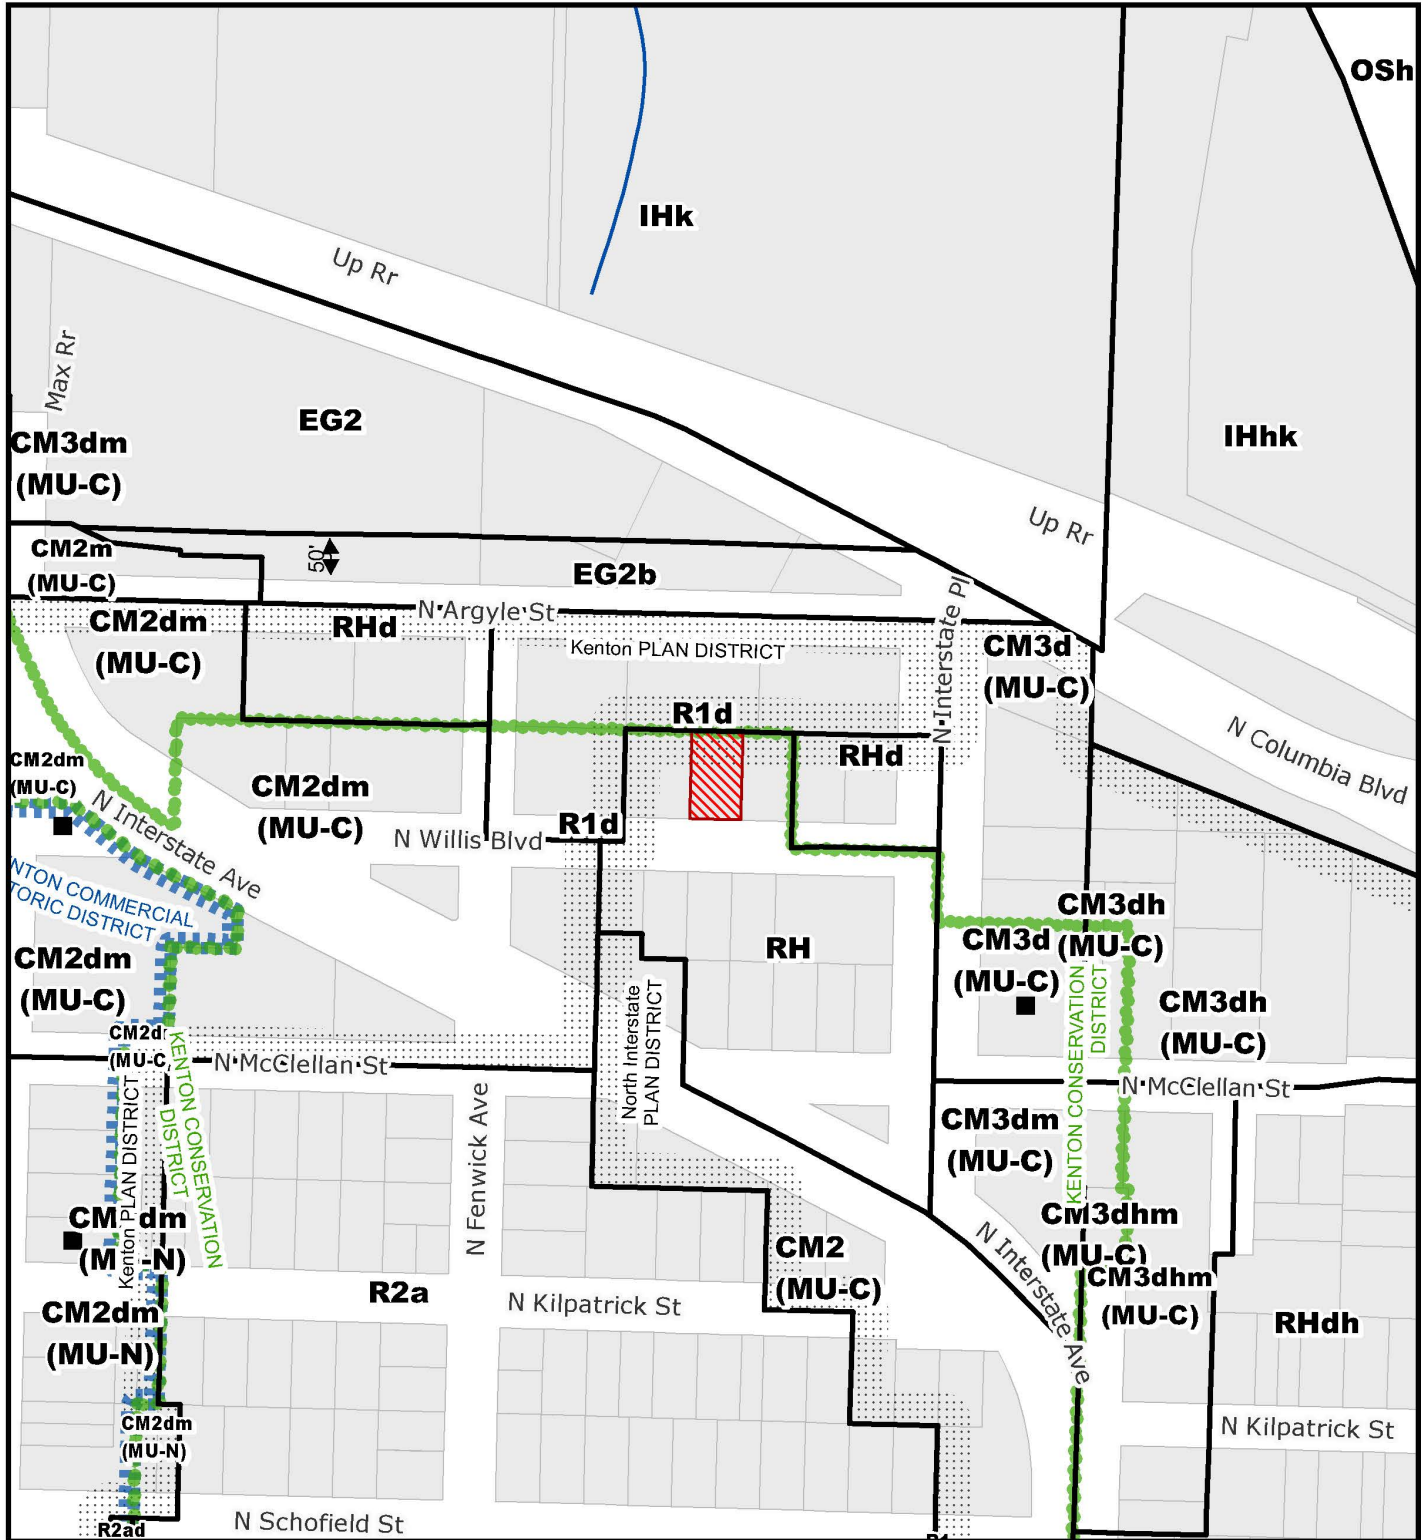 OSh
IHk
Up Rr
Max Rr
EG2
IHhk
CM3dm
(MU-C)
Up Rr
CM2m
(MU-C)
50'
EG2b
N Argyle St
CM2dm
(MU-C)
RHd
Kenton PLAN DISTRICT
N Interstate Pl
CM3d
(MU-C)
R1d
RHd
N Columbia Blvd
CM2dm
(MU-C)
CM2dm
(MU-C)
N Interstate Ave
R1d
N Willis Blvd
NTON COMMERCIAL
TORIC DISTRICT
CM2dm
(MU-C)
RH
CM3d
(MU-C)
CM3dh
(MU-C)
CM3dh
(MU-C)
KENTON CONSERVATION
DISTRICT
North Interstate
PLAN DISTRICT
CM2d
(MU-C
N McClellan St
N McClellan St
KENTON CONSERVATION
DISTRICT
Kenton PLAN DISTRICT
N Fenwick Ave
CM3dm
(MU-C)
CM dm
(M -N)
CM3dhm
(MU-C)
N Interstate Ave
CM2
(MU-C)
CM3dhm
(MU-C)
R2a
N Kilpatrick St
CM2dm
(MU-N)
RHdh
CM2dm
(MU-N)
N Kilpatrick St
R2ad
N Schofield St